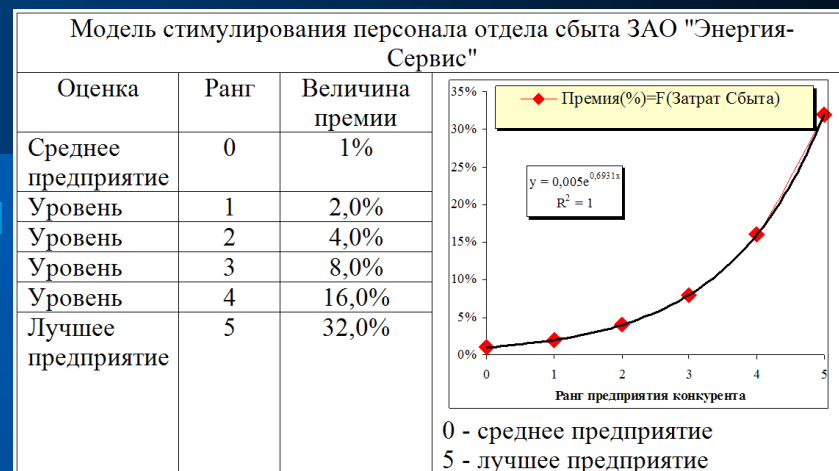 Модель стимулирования персонала отдела сбыта ЗАО "Энергия-
Сервис"
Оценка Ранг Величина
премии
Среднее 0 1%
предприятие
Уровень 1 2,0%
Уровень 2 4,0%
Уровень 3 8,0%
Уровень 4 16,0%
Лучшее 5 32,0%
предприятие
Премия(%)=F(Затрат Сбыта)
y = 0,005e^0,6931x
R² = 1
35%
30%
25%
20%
15%
10%
5%
0%
0 1 2 3 4 5
Ранг предприятия конкурента
0 - среднее предприятие
5 - лучшее предприятие